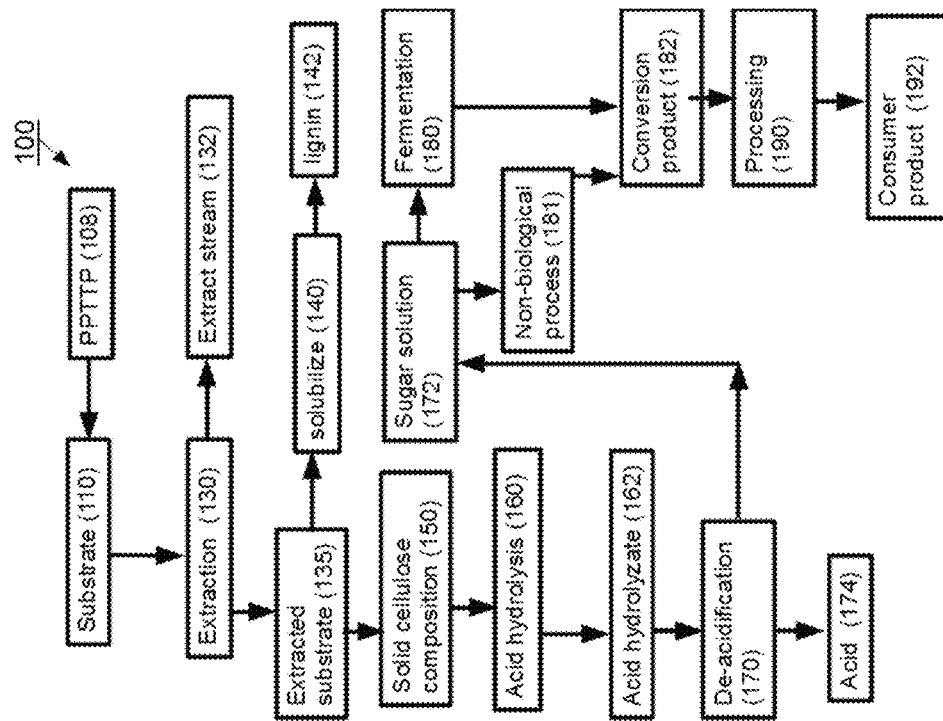 100
PPTTP (108)
Substrate (110)
Extraction (130)
Extract stream (132)
Extracted
substrate (135)
solubilize (140)
lignin (142)
Solid cellulose
composition (150)
Acid hydrolysis (160)
Acid hydrolyzate (162)
De-acidification
(170)
Acid (174)
Sugar solution
(172)
Fermentation
(180)
Non-biological
process (181)
Conversion
product (182)
Processing
(190)
Consumer
product (192)